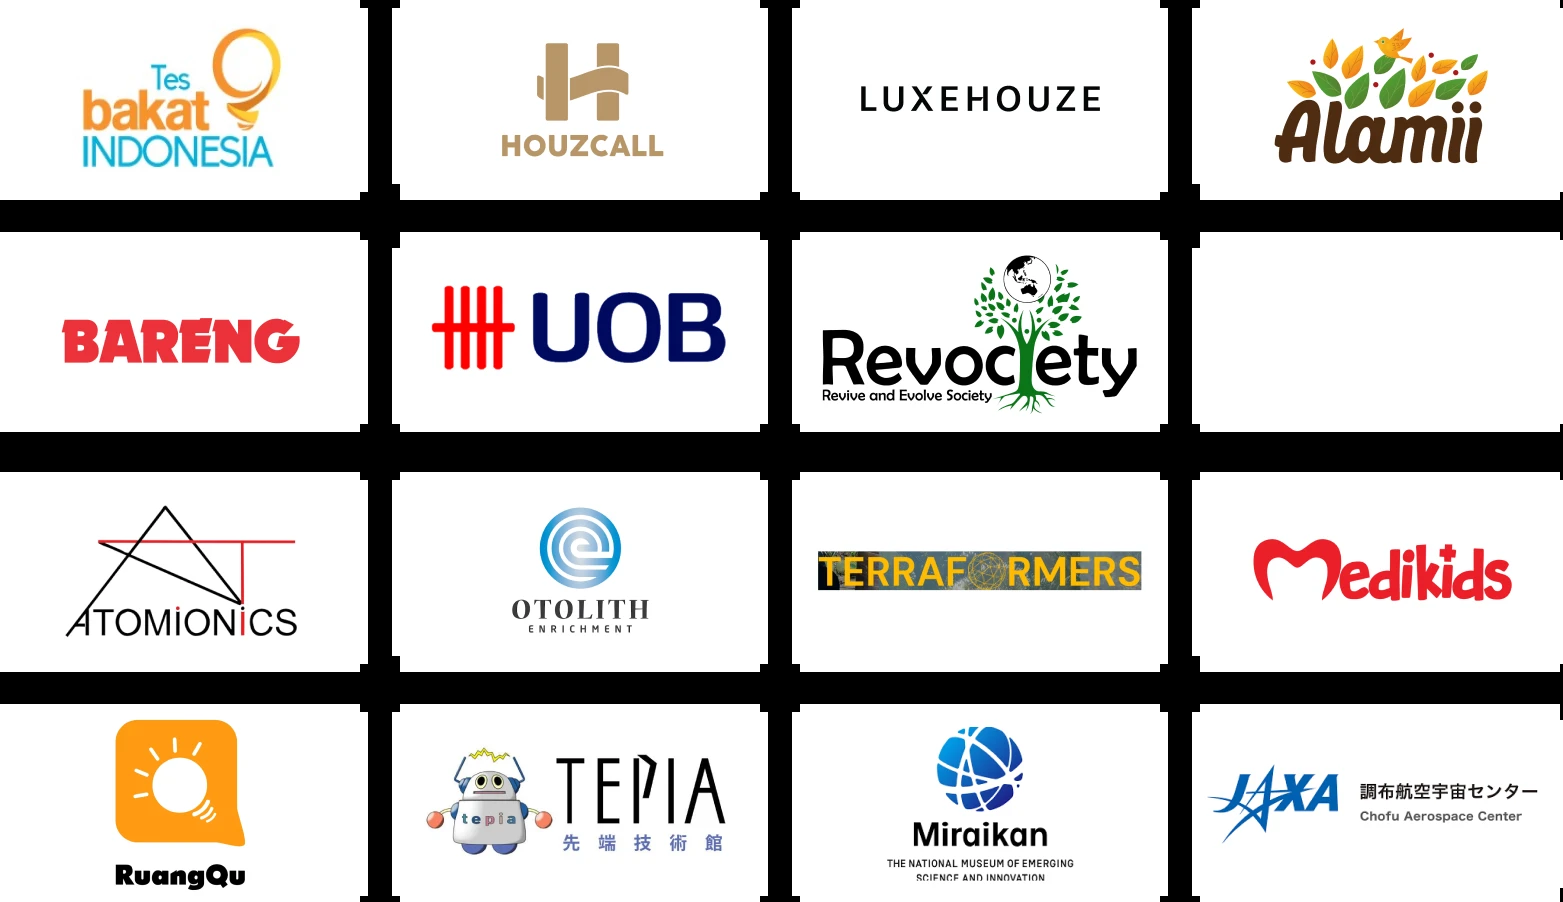 Tes
bakat
INDONESIA
HOUZCALL
LUXEHOUZE
Alamii
BARENG
UOB
Revociety
Revive and Evolve Society
ATOMiONiCS
OTOLITH
ENRICHMENT
TERRAFORMERS
Medikids
RuangQu
tepia
TEPIA
先端技術館
Miraikan
THE NATIONAL MUSEUM OF EMERGING
SCIENCE AND INNOVATION
JAXA
調布航空宇宙センター
Chofu Aerospace Center